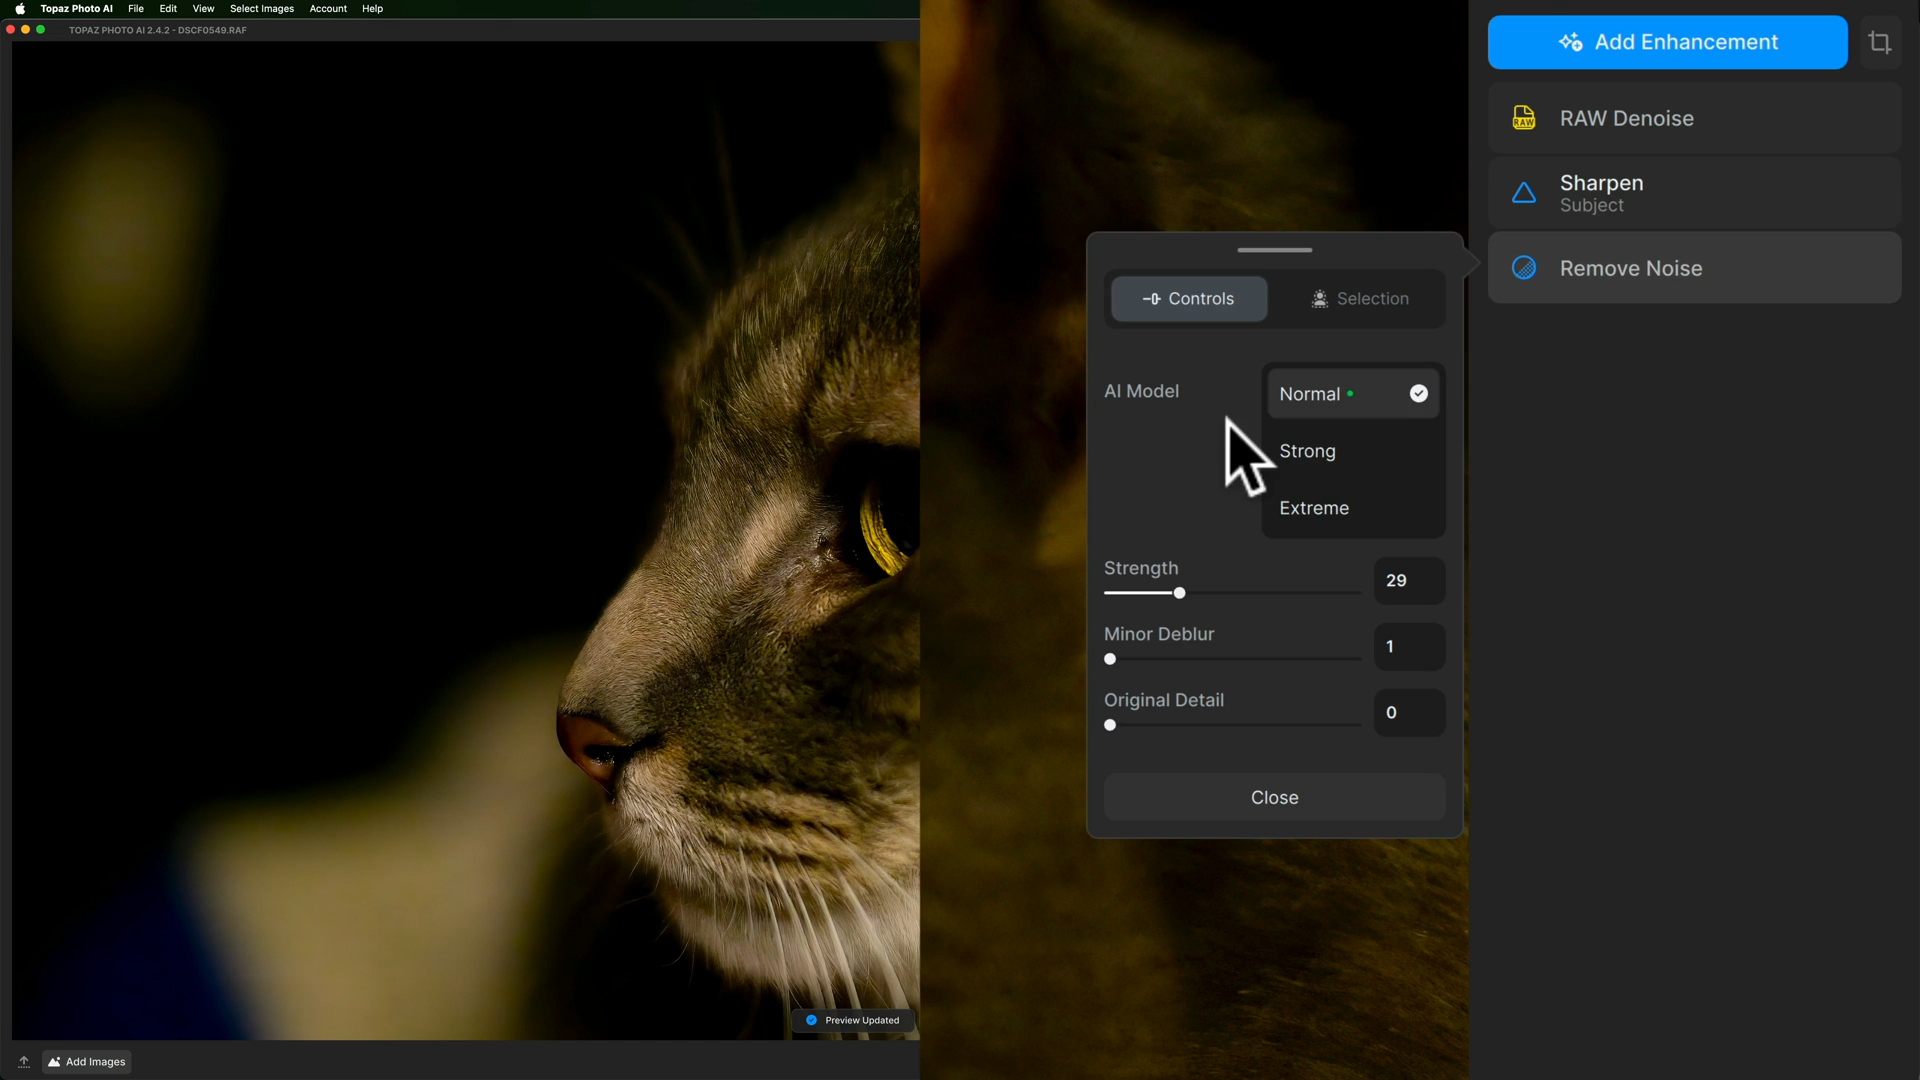 Topaz Photo AI File Edit View Select Images Account Help
TOPAZ PHOTO AI 2.4.2 - DSCF0549.RAF
Add Enhancement
RAW
RAW Denoise
Sharpen
Subject
Remove Noise
Controls Selection
AI Model
Normal
Strong
Extreme
Strength
29
Minor Deblur
1
Original Detail
0
Close
Preview Updated
Add Images